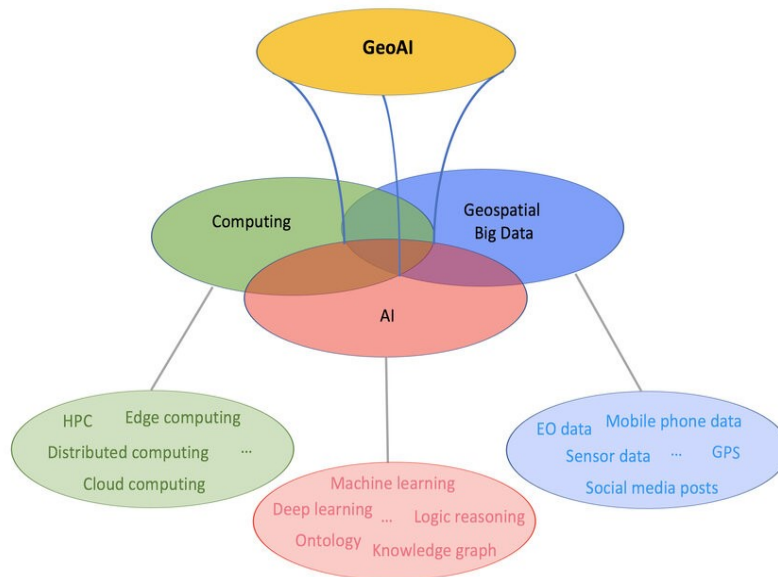 GeoAI
Computing
Geospatial
Big Data
AI
HPC
Edge computing
Distributed computing
...
Cloud computing
Machine learning
Deep learning
...
Logic reasoning
Ontology
Knowledge graph
EO data
Mobile phone data
Sensor data
...
GPS
Social media posts